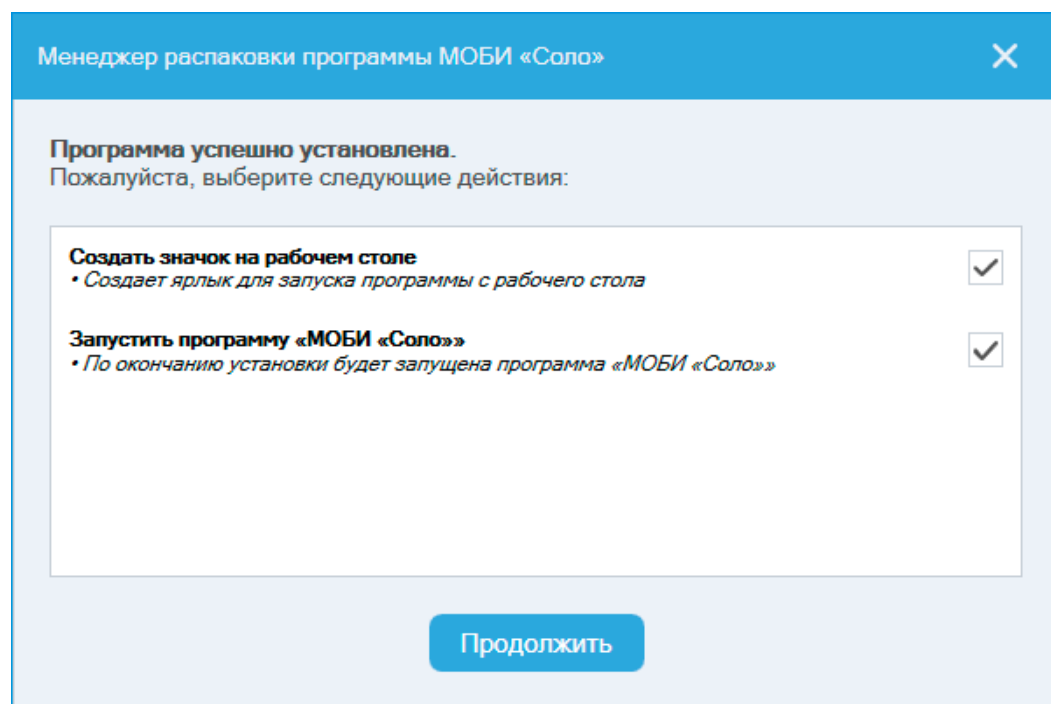 Менеджер распаковки программы МОБИ «Соло»
Программа успешно установлена.
Пожалуйста, выберите следующие действия:
Создать значок на рабочем столе
• Создает ярлык для запуска программы с рабочего стола
Запустить программу «МОБИ «Соло»»
• По окончанию установки будет запущена программа «МОБИ «Соло»»
Продолжить